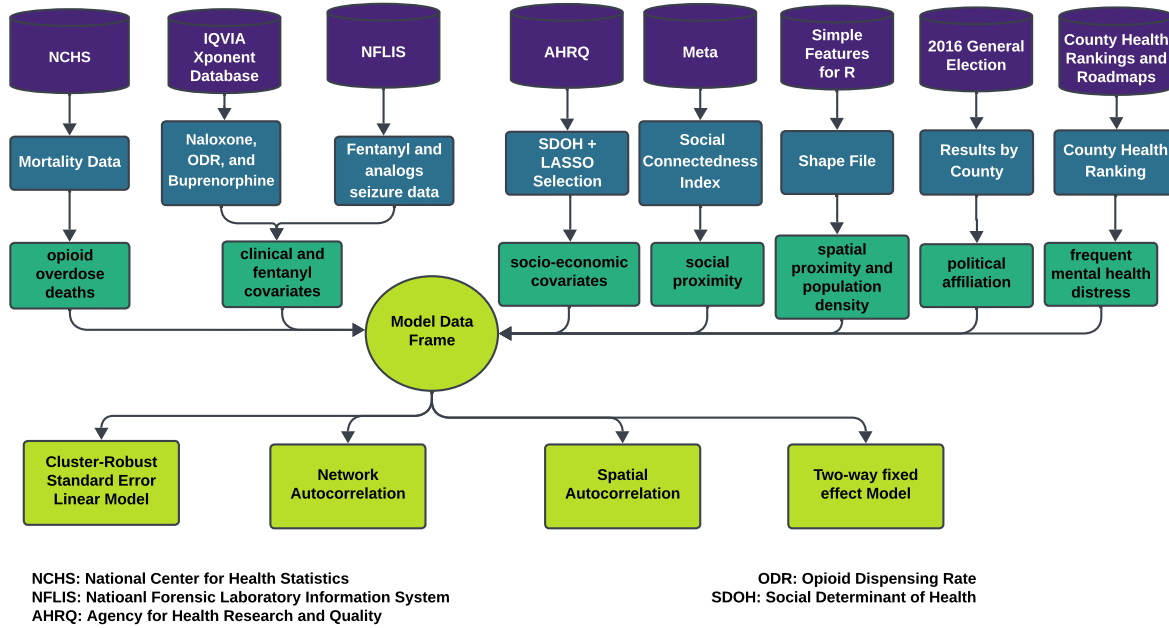 NCHS
IQVIA
Xponent
Database
NFLIS
AHRQ
Meta
Simple
Features
for R
2016 General
Election
County Health
Rankings and
Roadmaps
Mortality Data
Naloxone,
ODR, and
Buprenorphine
Fentanyl and
analogs
seizure data
SDOH +
LASSO
Selection
Social
Connectedness
Index
Shape File
Results by
County
County Health
Ranking
opioid
overdose
deaths
clinical and
fentanyl
covariates
socio-economic
covariates
social
proximity
spatial
proximity and
population
density
political
affiliation
frequent
mental health
distress
Model Data
Frame
Cluster-Robust
Standard Error
Linear Model
Network
Autocorrelation
Spatial
Autocorrelation
Two-way fixed
effect Model
NCHS: National Center for Health Statistics
NFLIS: Natioanl Forensic Laboratory Information System
AHRQ: Agency for Health Research and Quality
ODR: Opioid Dispensing Rate
SDOH: Social Determinant of Health